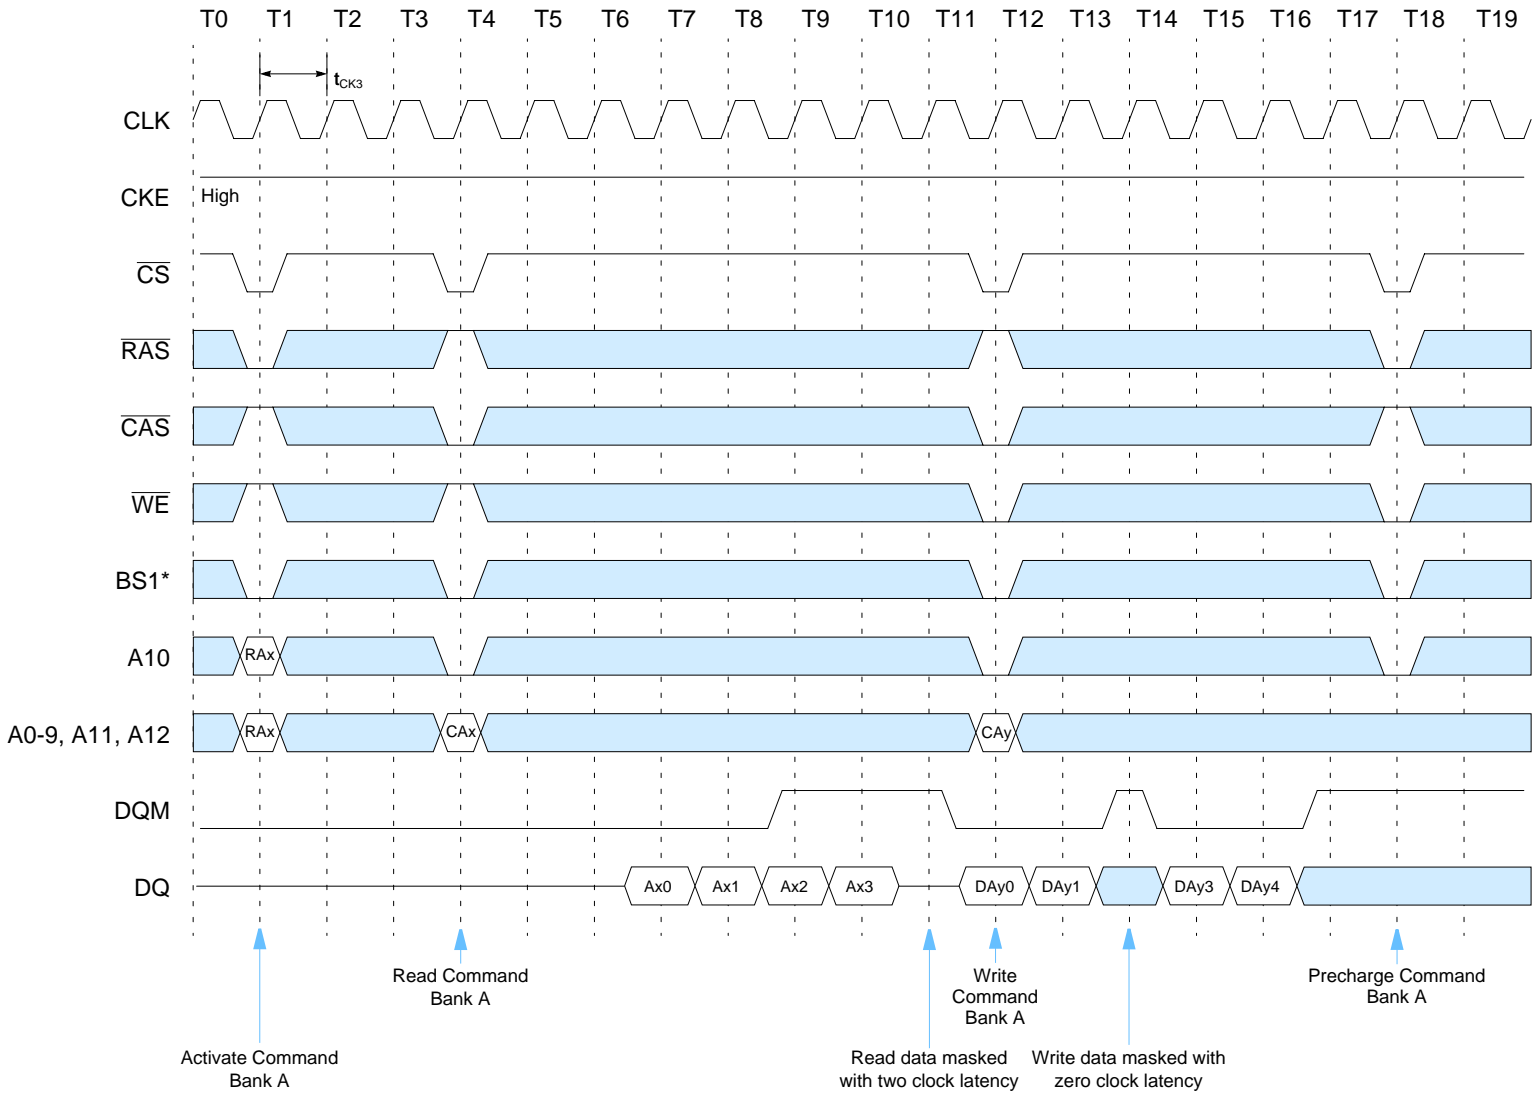 T0 T1 T2 T3 T4 T5 T6 T7 T8 T9 T10 T11 T12 T13 T14 T15 T16 T17 T18 T19
tCK3
CLK
CKE High
CS
RAS
CAS
WE
BS1*
A10 RAx
A0-9, A11, A12 RAx CAx CAy
DQM
DQ Ax0 Ax1 Ax2 Ax3 DAy0 DAy1 DAy3 DAy4
Read Command
Bank A
Write
Command
Bank A
Precharge Command
Bank A
Activate Command
Bank A
Read data masked
with two clock latency
Write data masked with
zero clock latency